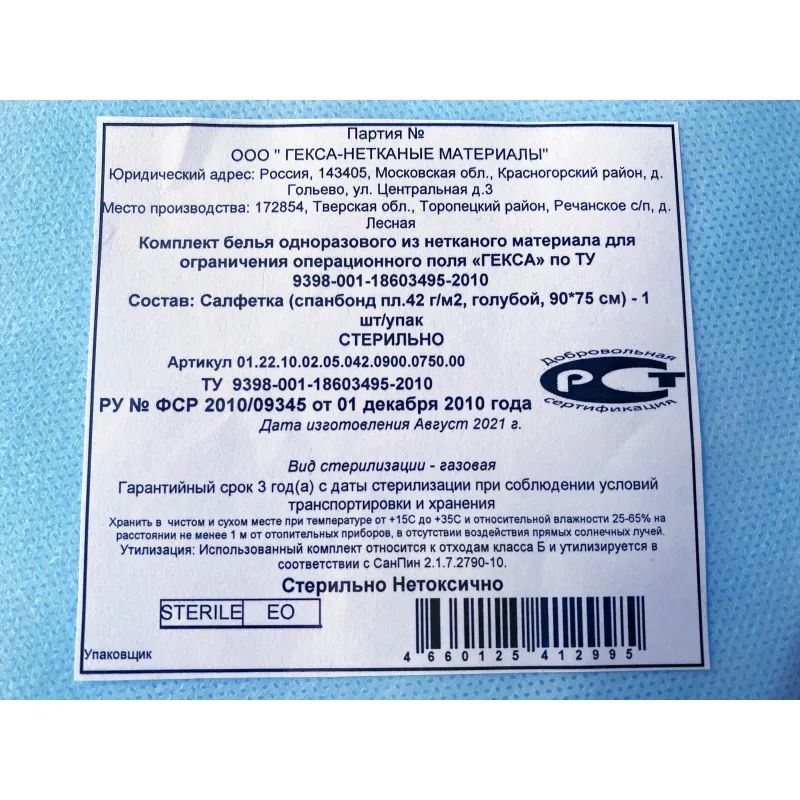 Партия №
ООО " ГЕКСА-НЕТКАНЫЕ МАТЕРИАЛЫ"
Юридический адрес: Россия, 143405, Московская обл., Красногорский район, д.
Гольево, ул. Центральная д.3
Место производства: 172854, Тверская обл., Торопецкий район, Речанское с/п, д.
Лесная
Комплект белья одноразового из нетканого материала для
ограничения операционного поля «ГЕКСА» по ТУ
9398-001-18603495-2010
Состав: Салфетка (спанбонд пл.42 г/м2, голубой, 90*75 см) - 1
шт/упак
СТЕРИЛЬНО
Артикул 01.22.10.02.05.042.0900.0750.00
ТУ 9398-001-18603495-2010
РУ № ФСР 2010/09345 от 01 декабря 2010 года
Дата изготовления Август 2021 г.
Добровольная
РСТ
сертификация
Вид стерилизации - газовая
Гарантийный срок 3 год(а) с даты стерилизации при соблюдении условий
транспортировки и хранения
Хранить в чистом и сухом месте при температуре от +15С до +35С и относительной влажности 25-65% на
расстоянии не менее 1 м от отопительных приборов, в отсутствии воздействия прямых солнечных лучей.
Утилизация: Использованный комплект относится к отходам класса Б и утилизируется в
соответствии с СанПин 2.1.7.2790-10.
Стерильно Нетоксично
STERILE EO
4660125 412995
Упаковщик